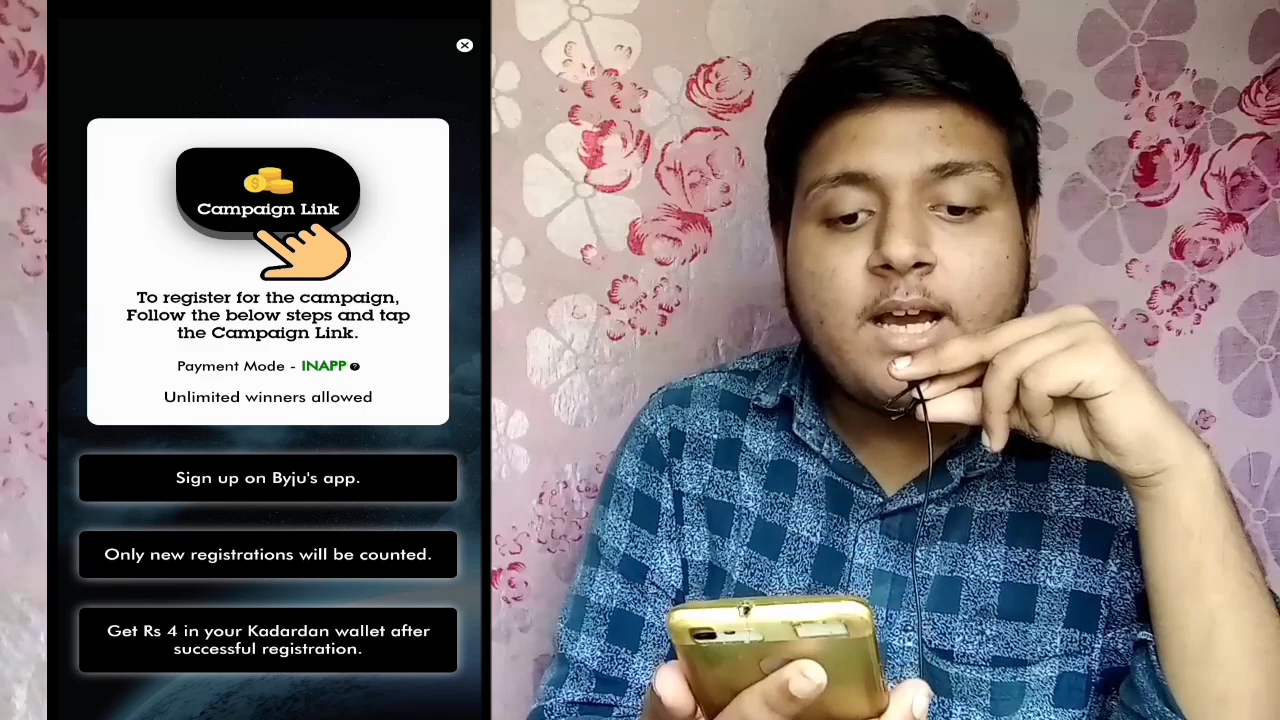 Campaign Link
To register for the campaign,
Follow the below steps and tap
the Campaign Link.
Payment Mode - INAPP
Unlimited winners allowed
Sign up on Byju's app.
Only new registrations will be counted.
Get Rs 4 in your Kadardan wallet after
successful registration.